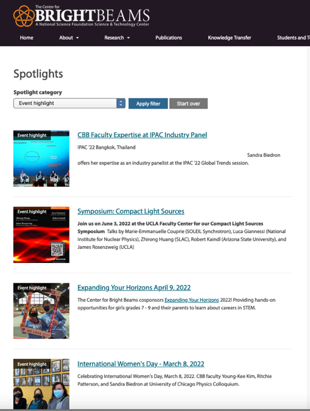 The Center for
BRIGHTBEAMS
A National Science Foundation Science & Technology Center
Home About Research Publications Knowledge Transfer Students and T
Spotlights
Spotlight category
Event highlight Apply filter Start over
Event highlight
CBB Faculty Expertise at IPAC Industry Panel
IPAC '22 Bangkok, Thailand
Sandra Biedron
offers her expertise as an industry panelist at the IPAC '22 Global Trends session.
Event highlight
Symposium: Compact Light Sources
Join us on June 3, 2022 at the UCLA Faculty Center for our Compact Light Sources
Symposium Talks by Marie-Emmanuelle Couprie (SOLEIL Synchrotron), Luca Giannessi (National
Institute for Nuclear Physics), Zhirong Huang (SLAC), Robert Kaindl (Arizona State University), and
James Rosenzweig (UCLA)
Event highlight
Expanding Your Horizons April 9, 2022
The Center for Bright Beams cosponsors Expanding Your Horizons 2022! Providing hands-on
opportunities for girls grades 7 - 9 and their parents to learn about careers in STEM.
Event highlight
International Women's Day - March 8, 2022
Celebrating International Women's Day, March 8, 2022. CBB faculty Young-Kee Kim, Ritchie
Patterson, and Sandra Biedron at University of Chicago Physics Colloquium.